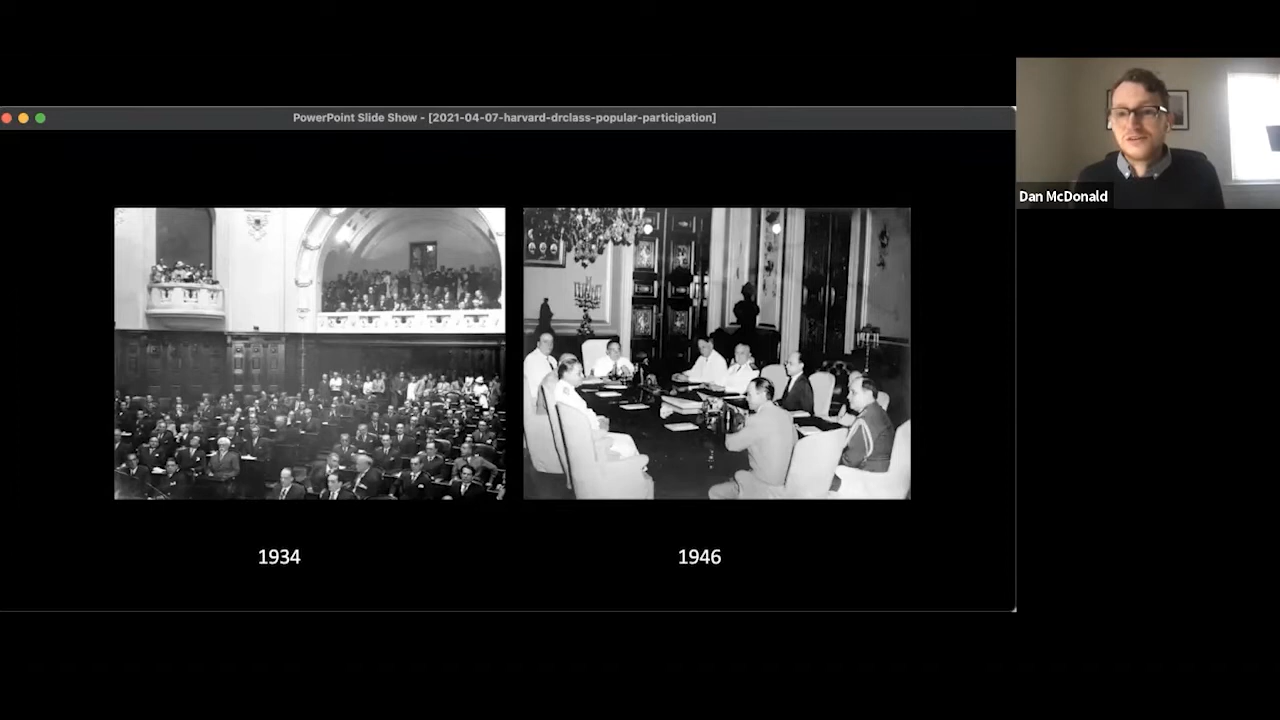 PowerPoint Slide Show - [2021-04-07-harvard-drclass-popular-participation]
Dan McDonald
1934
1946